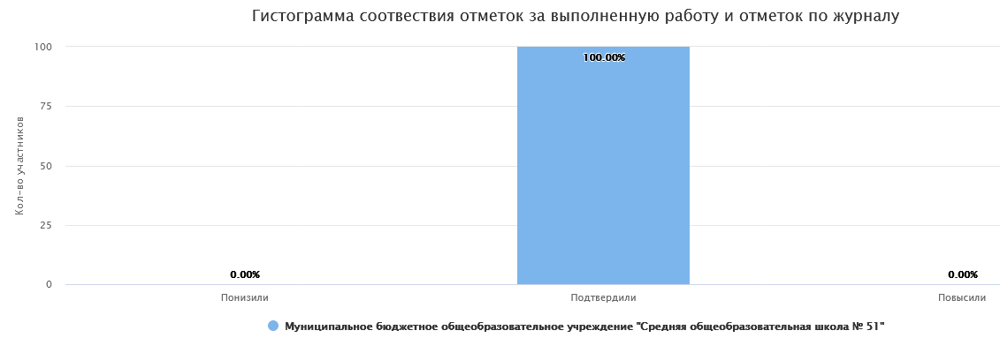 Гистограмма соотвествия отметок за выполненную работу и отметок по журналу
100
75
50
25
0
Кол-во участников
100.00%
0.00%
0.00%
Понизили
Подтвердили
Повысили
Муниципальное бюджетное общеобразовательное учреждение "Средняя общеобразовательная школа № 51"